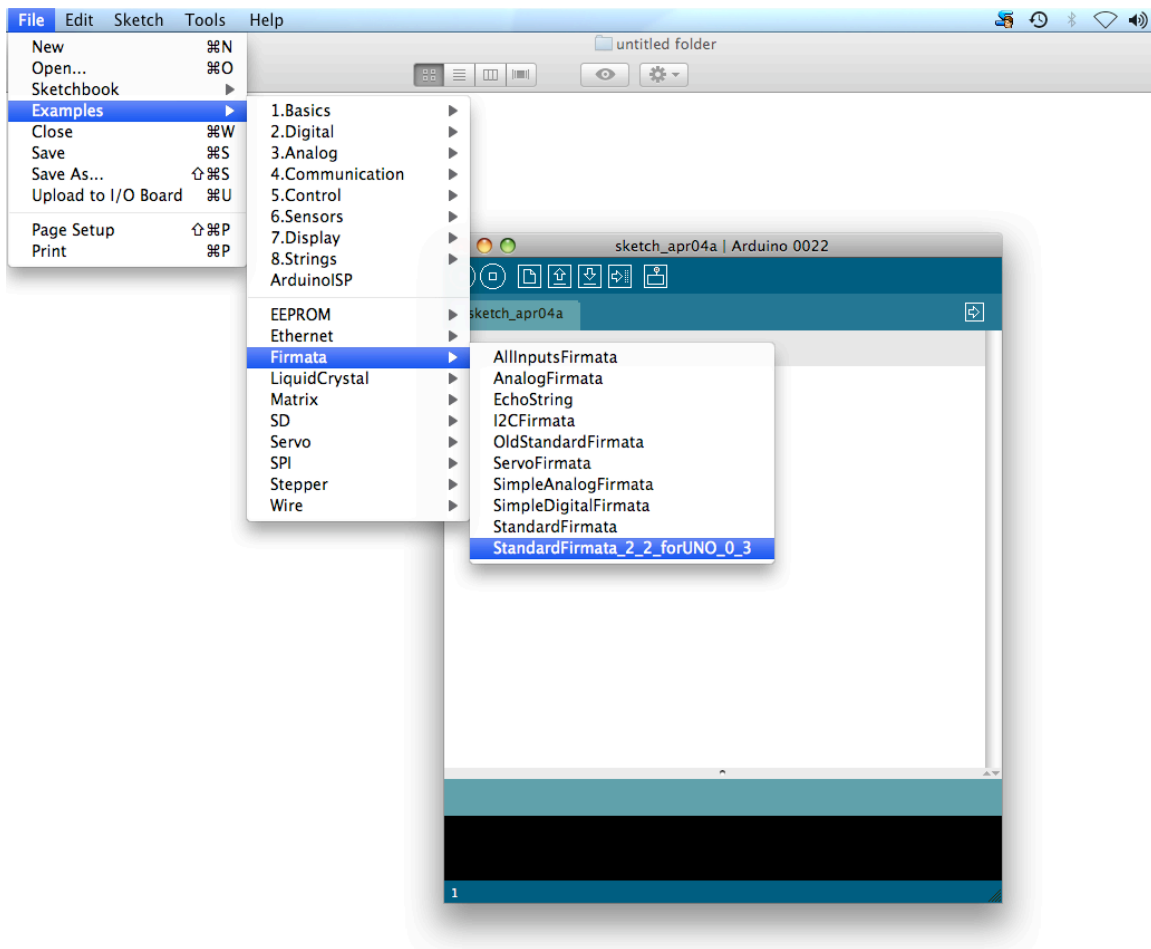 File Edit Sketch Tools Help
untitled folder
New ⌘N
Open... ⌘O
Sketchbook
Examples
Close ⌘W
Save ⌘S
Save As... ⇧⌘S
Upload to I/O Board ⌘U
Page Setup ⇧⌘P
Print ⌘P
1.Basics
2.Digital
3.Analog
4.Communication
5.Control
6.Sensors
7.Display
8.Strings
ArduinoISP
EEPROM
Ethernet
Firmata
LiquidCrystal
Matrix
SD
Servo
SPI
Stepper
Wire
AllInputsFirmata
AnalogFirmata
EchoString
I2CFirmata
OldStandardFirmata
ServoFirmata
SimpleAnalogFirmata
SimpleDigitalFirmata
StandardFirmata
StandardFirmata_2_2_forUNO_0_3
sketch_apr04a | Arduino 0022
sketch_apr04a
1